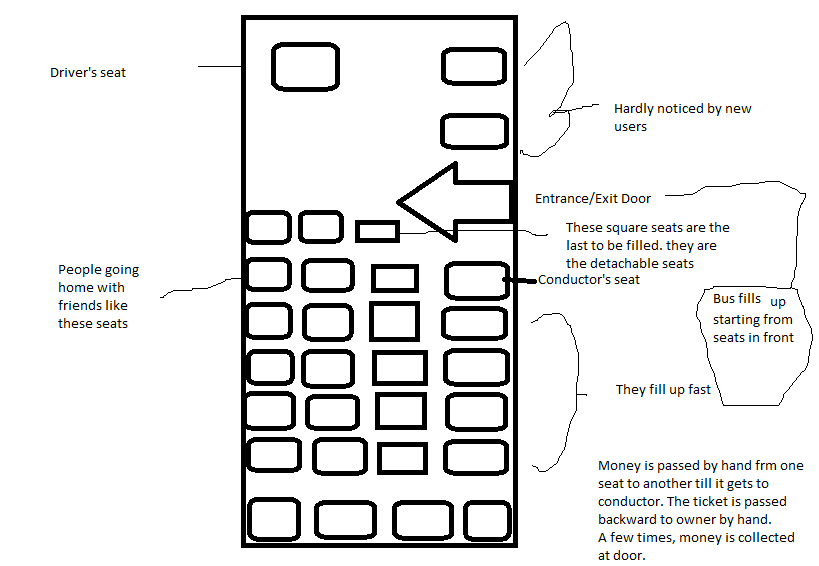 Driver's seat
Hardly noticed by new
users
Entrance/Exit Door
These square seats are the
last to be filled. they are
the detachable seats
People going
home with
friends like
these seats
Conductor's seat
Bus fills up
starting from
seats in front
They fill up fast
Money is passed by hand frm one
seat to another till it gets to
conductor. The ticket is passed
backward to owner by hand.
A few times, money is collected
at door.